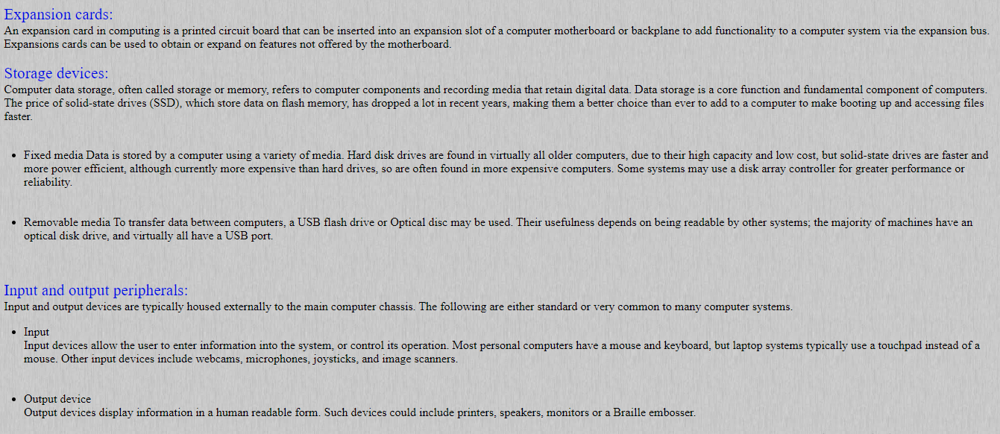 Expansion cards:
An expansion card in computing is a printed circuit board that can be inserted into an expansion slot of a computer motherboard or backplane to add functionality to a computer system via the expansion bus.
Expansions cards can be used to obtain or expand on features not offered by the motherboard.
Storage devices:
Computer data storage, often called storage or memory, refers to computer components and recording media that retain digital data. Data storage is a core function and fundamental component of computers.
The price of solid-state drives (SSD), which store data on flash memory, has dropped a lot in recent years, making them a better choice than ever to add to a computer to make booting up and accessing files
faster.
• Fixed media Data is stored by a computer using a variety of media. Hard disk drives are found in virtually all older computers, due to their high capacity and low cost, but solid-state drives are faster and
more power efficient, although currently more expensive than hard drives, so are often found in more expensive computers. Some systems may use a disk array controller for greater performance or
reliability.
• Removable media To transfer data between computers, a USB flash drive or Optical disc may be used. Their usefulness depends on being readable by other systems; the majority of machines have an
optical disk drive, and virtually all have a USB port.
Input and output peripherals:
Input and output devices are typically housed externally to the main computer chassis. The following are either standard or very common to many computer systems.
• Input
Input devices allow the user to enter information into the system, or control its operation. Most personal computers have a mouse and keyboard, but laptop systems typically use a touchpad instead of a
mouse. Other input devices include webcams, microphones, joysticks, and image scanners.
• Output device
Output devices display information in a human readable form. Such devices could include printers, speakers, monitors or a Braille embosser.